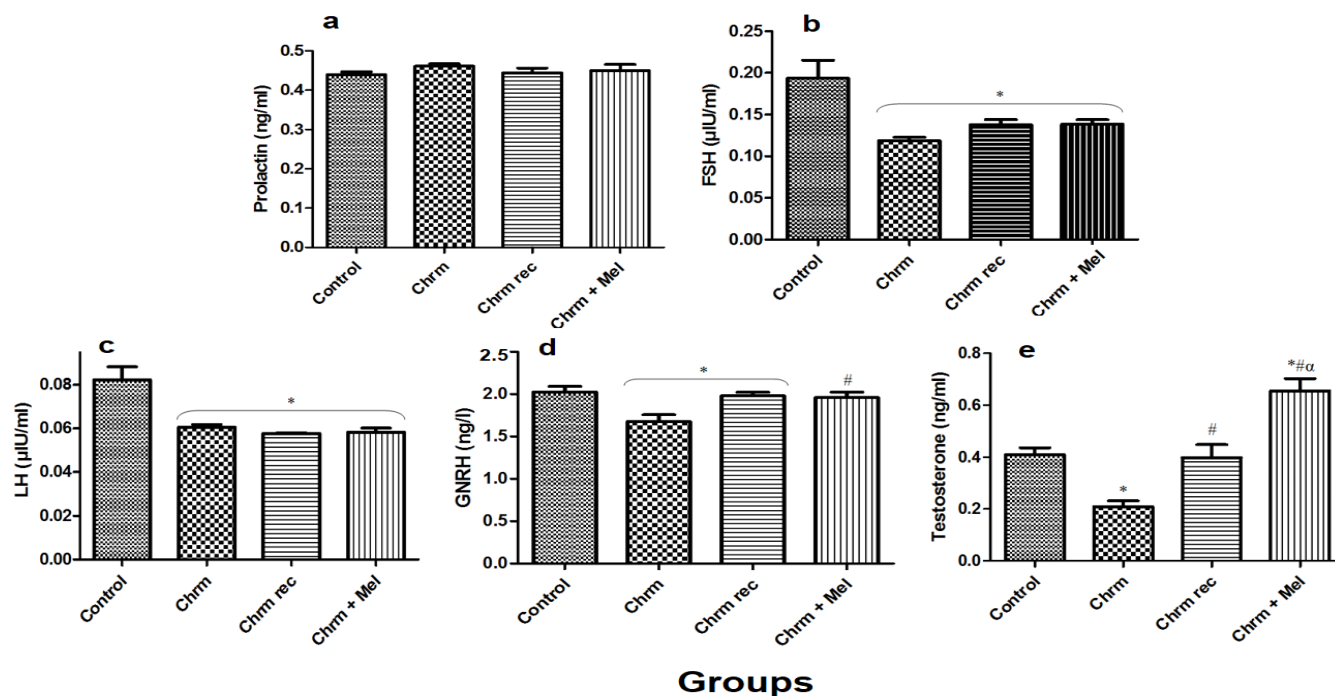 a
Prolactin (ng/ml)
0.5
0.4
0.3
0.2
0.1
0.0
Control
Chrm
Chrm rec
Chrm + Mel
b
FSH (µIU/ml)
0.20
0.15
0.10
0.05
0.00
*
Control
Chrm
Chrm rec
Chrm + Mel
c
LH (µIU/ml)
0.08
0.06
0.04
0.02
0.00
*
Control
Chrm
Chrm rec
Chrm + Mel
d
GNRH (ng/l)
2.5
2.0
1.5
1.0
0.5
0.0
*
#
Control
Chrm
Chrm rec
Chrm + Mel
e
Testosterone (ng/ml)
0.8
0.6
0.4
0.2
0.0
*
#
*#α
Control
Chrm
Chrm rec
Chrm + Mel
Groups